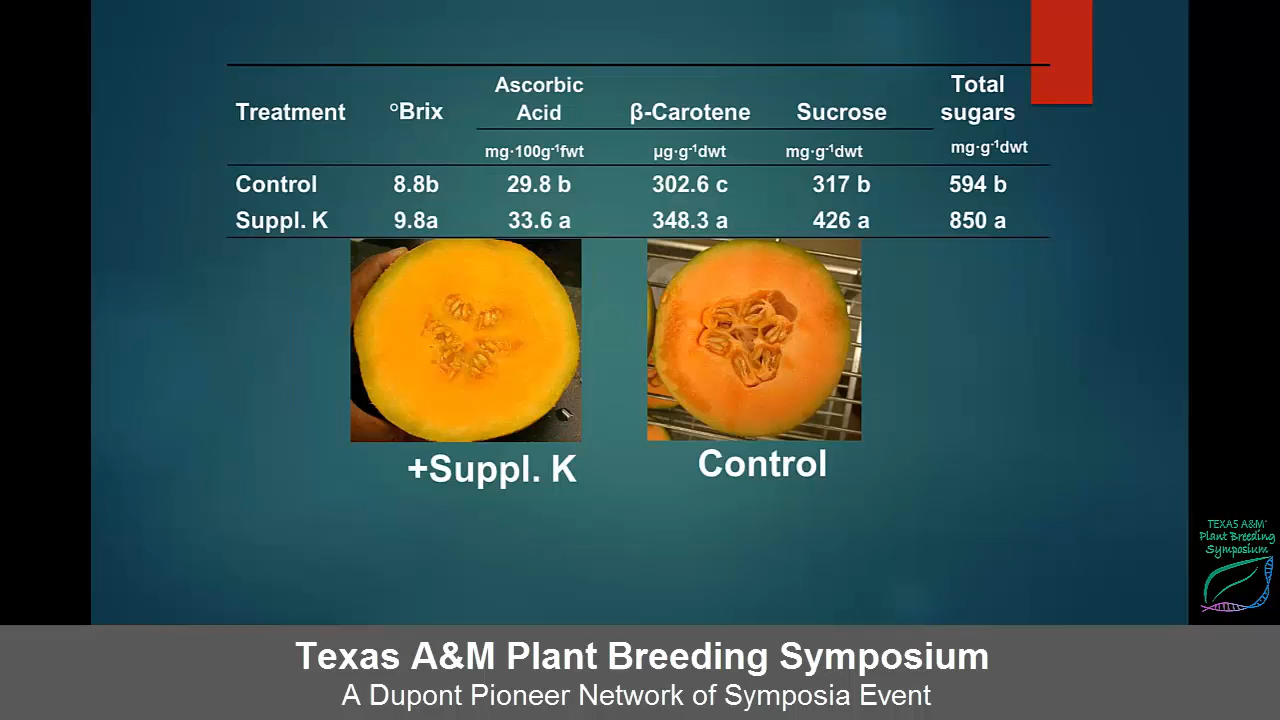 Treatment °Brix Ascorbic Acid β-Carotene Sucrose Total sugars
mg·100g⁻¹fwt µg·g⁻¹dwt mg·g⁻¹dwt mg·g⁻¹dwt
Control 8.8b 29.8 b 302.6 c 317 b 594 b
Suppl. K 9.8a 33.6 a 348.3 a 426 a 850 a
+Suppl. K
Control
TEXAS A&M
Plant Breeding
Symposium
Texas A&M Plant Breeding Symposium
A Dupont Pioneer Network of Symposia Event